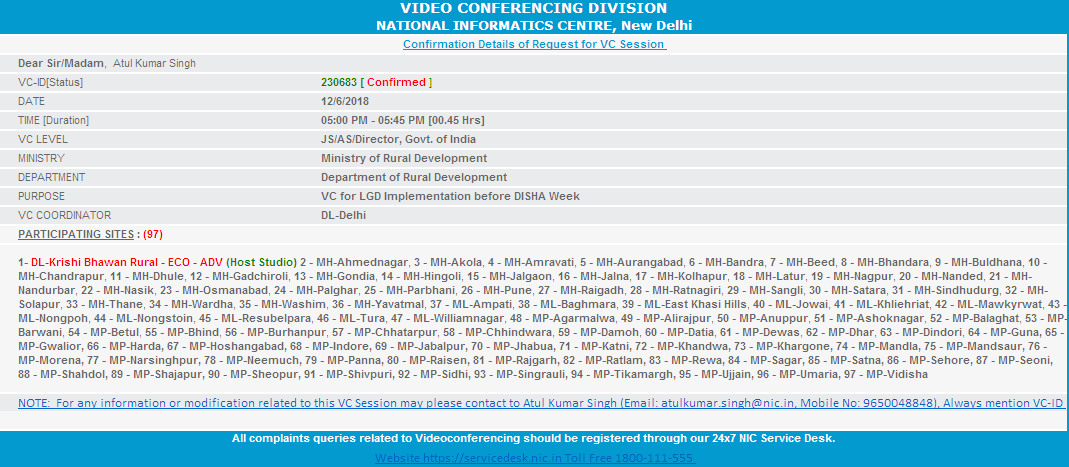 VIDEO CONFERENCING DIVISION
NATIONAL INFORMATICS CENTRE, New Delhi
Confirmation Details of Request for VC Session
Dear Sir/Madam, Atul Kumar Singh
VC-ID[Status] 230683 [ Confirmed ]
DATE 12/6/2018
TIME [Duration] 05:00 PM - 05:45 PM [00.45 Hrs]
VC LEVEL JS/AS/Director, Govt. of India
MINISTRY Ministry of Rural Development
DEPARTMENT Department of Rural Development
PURPOSE VC for LGD Implementation before DISHA Week
VC COORDINATOR DL-Delhi
PARTICIPATING SITES : (97)
1- DL-Krishi Bhawan Rural - ECO - ADV (Host Studio) 2 - MH-Ahmednagar, 3 - MH-Akola, 4 - MH-Amravati, 5 - MH-Aurangabad, 6 - MH-Bandra, 7 - MH-Beed, 8 - MH-Bhandara, 9 - MH-Buldhana, 10 -
MH-Chandrapur, 11 - MH-Dhule, 12 - MH-Gadchiroli, 13 - MH-Gondia, 14 - MH-Hingoli, 15 - MH-Jalgaon, 16 - MH-Jalna, 17 - MH-Kolhapur, 18 - MH-Latur, 19 - MH-Nagpur, 20 - MH-Nanded, 21 - MH-
Nandurbar, 22 - MH-Nasik, 23 - MH-Osmanabad, 24 - MH-Palghar, 25 - MH-Parbhani, 26 - MH-Pune, 27 - MH-Raigadh, 28 - MH-Ratnagiri, 29 - MH-Sangli, 30 - MH-Satara, 31 - MH-Sindhudurg, 32 - MH-
Solapur, 33 - MH-Thane, 34 - MH-Wardha, 35 - MH-Washim, 36 - MH-Yavatmal, 37 - ML-Ampati, 38 - ML-Baghmara, 39 - ML-East Khasi Hills, 40 - ML-Jowai, 41 - ML-Khliehriat, 42 - ML-Mawkyrwat, 43 -
ML-Nongpoh, 44 - ML-Nongstoin, 45 - ML-Resubelpara, 46 - ML-Tura, 47 - ML-Williamnagar, 48 - MP-Agarmalwa, 49 - MP-Alirajpur, 50 - MP-Anuppur, 51 - MP-Ashoknagar, 52 - MP-Balaghat, 53 - MP-
Barwani, 54 - MP-Betul, 55 - MP-Bhind, 56 - MP-Burhanpur, 57 - MP-Chhatarpur, 58 - MP-Chhindwara, 59 - MP-Damoh, 60 - MP-Datia, 61 - MP-Dewas, 62 - MP-Dhar, 63 - MP-Dindori, 64 - MP-Guna, 65 -
MP-Gwalior, 66 - MP-Harda, 67 - MP-Hoshangabad, 68 - MP-Indore, 69 - MP-Jabalpur, 70 - MP-Jhabua, 71 - MP-Katni, 72 - MP-Khandwa, 73 - MP-Khargone, 74 - MP-Mandla, 75 - MP-Mandsaur, 76 -
MP-Morena, 77 - MP-Narsinghpur, 78 - MP-Neemuch, 79 - MP-Panna, 80 - MP-Raisen, 81 - MP-Rajgarh, 82 - MP-Ratlam, 83 - MP-Rewa, 84 - MP-Sagar, 85 - MP-Satna, 86 - MP-Sehore, 87 - MP-Seoni,
88 - MP-Shahdol, 89 - MP-Shajapur, 90 - MP-Sheopur, 91 - MP-Shivpuri, 92 - MP-Sidhi, 93 - MP-Singrauli, 94 - MP-Tikamargh, 95 - MP-Ujjain, 96 - MP-Umaria, 97 - MP-Vidisha
NOTE: For any information or modification related to this VC Session may please contact to Atul Kumar Singh (Email: atulkumar.singh@nic.in, Mobile No: 9650048848), Always mention VC-ID
All complaints queries related to Videoconferencing should be registered through our 24x7 NIC Service Desk.
Website https://servicedesk.nic.in Toll Free 1800-111-555.